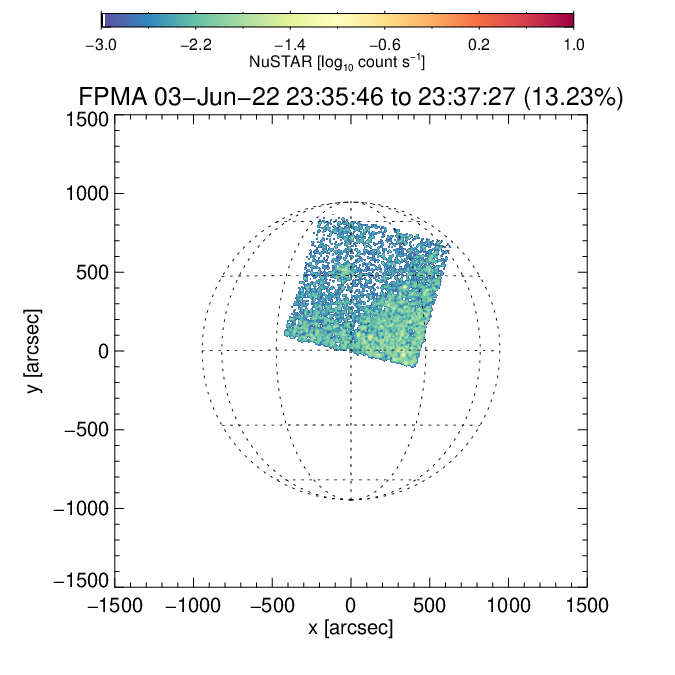 −3.0 −2.2 −1.4 −0.6 0.2 1.0
NuSTAR [log₁₀ count s⁻¹]
FPMA 03−Jun−22 23:35:46 to 23:37:27 (13.23%)
1500
1000
500
0
−500
−1000
−1500
y [arcsec]
−1500 −1000 −500 0 500 1000 1500
x [arcsec]